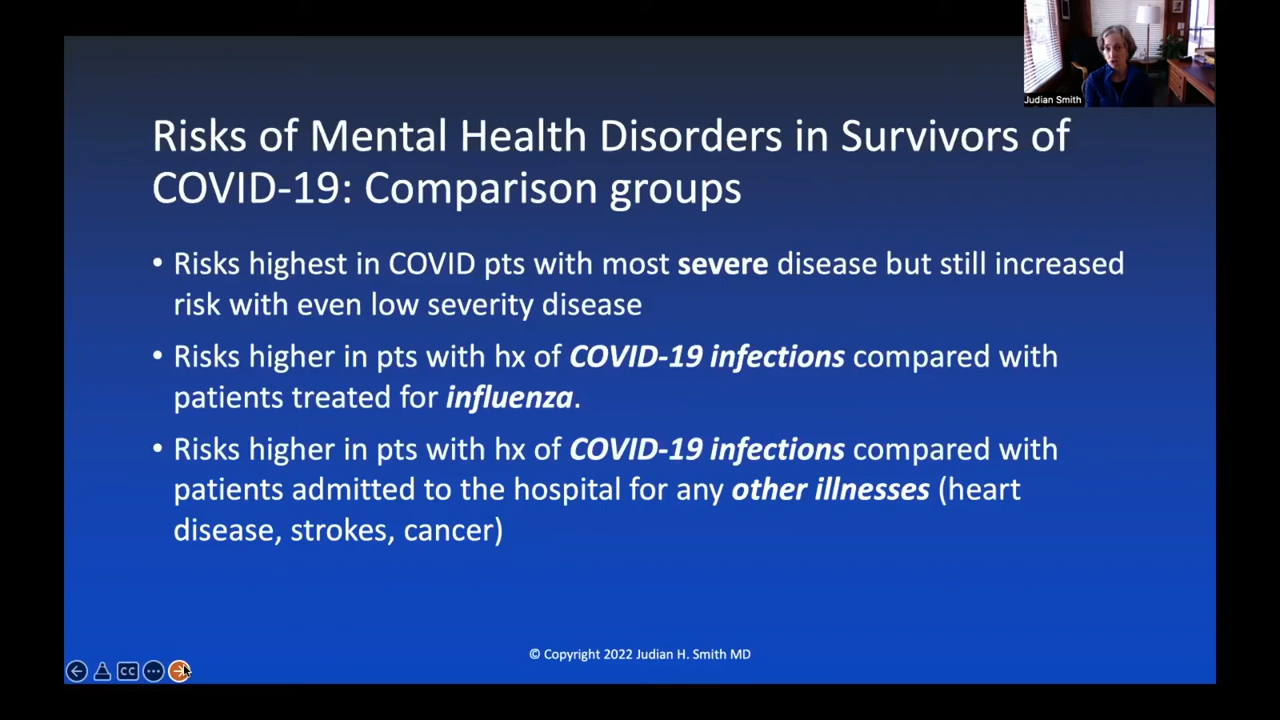 Judian Smith
Risks of Mental Health Disorders in Survivors of
COVID-19: Comparison groups
• Risks highest in COVID pts with most severe disease but still increased
risk with even low severity disease
• Risks higher in pts with hx of COVID-19 infections compared with
patients treated for influenza.
• Risks higher in pts with hx of COVID-19 infections compared with
patients admitted to the hospital for any other illnesses (heart
disease, strokes, cancer)
© Copyright 2022 Judian H. Smith MD
CC